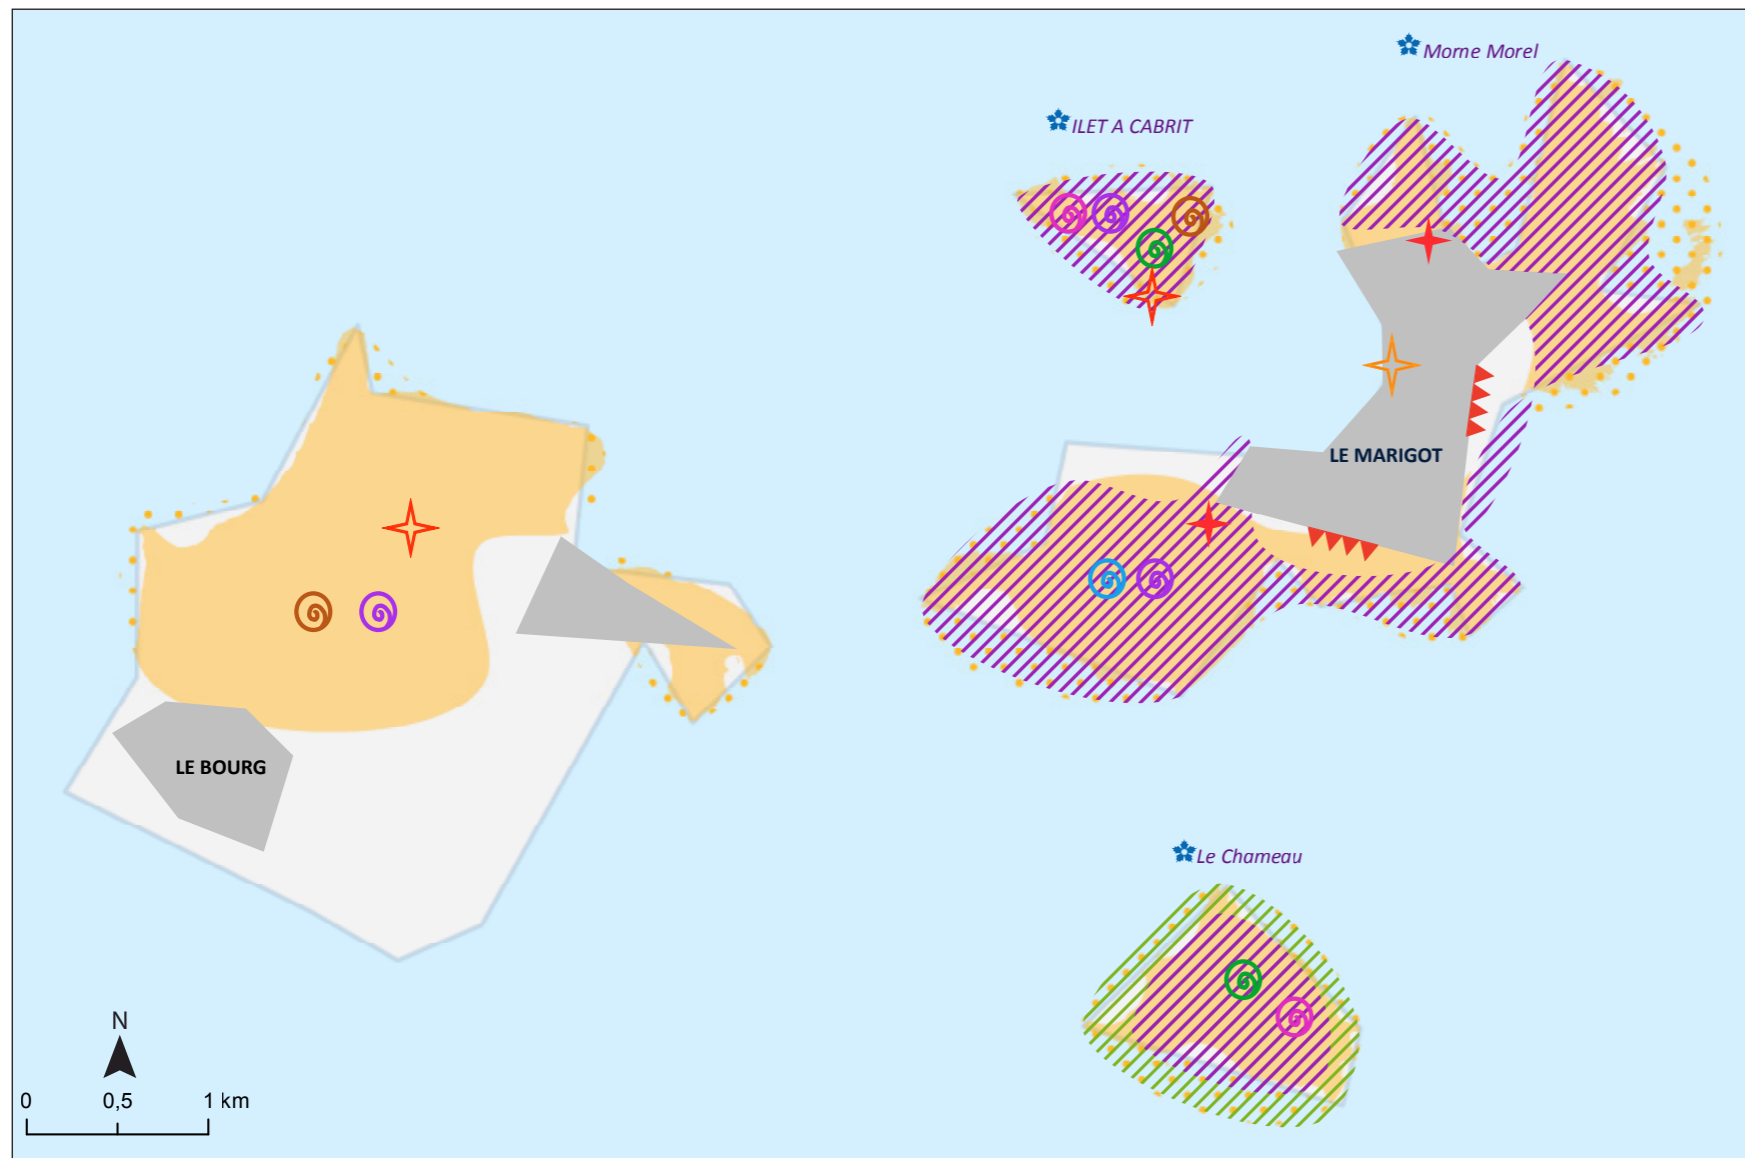 Morne Morel
ILET A CABRIT
LE MARIGOT
LE BOURG
Le Chameau
N
0 0,5 1 km